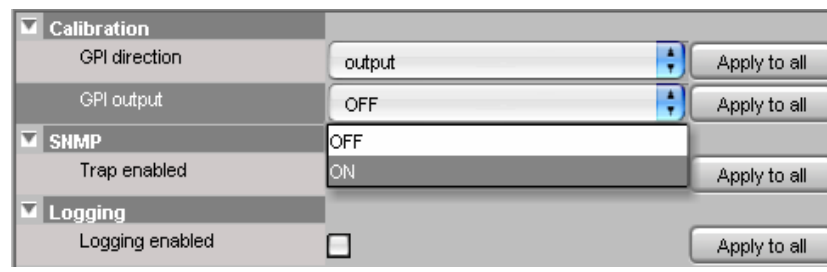 Calibration
GPI direction output Apply to all
GPI output OFF Apply to all
SNMP OFF
Trap enabled ON Apply to all
Logging
Logging enabled Apply to all